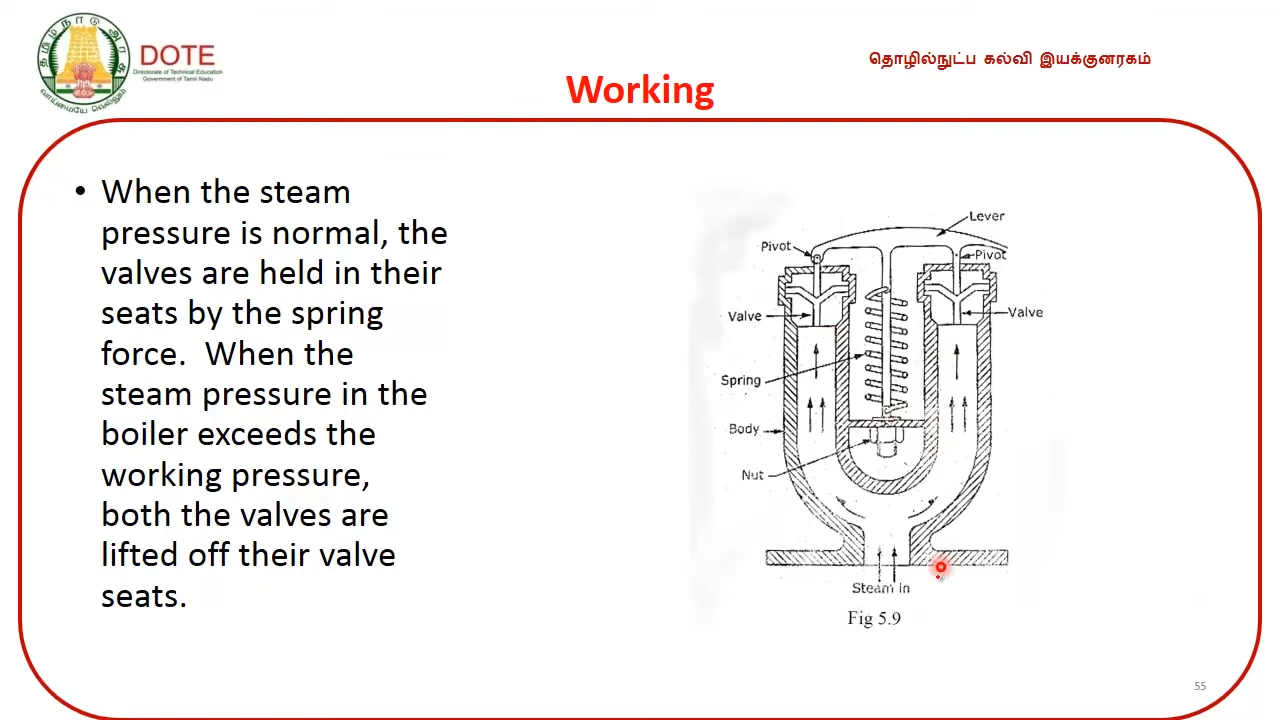 தமிழ்நாடு அரசு
வாய்மையே வெல்லும்
DOTE
Directorate of Technical Education
Government of Tamil Nadu
தொழில்நுட்ப கல்வி இயக்குனரகம்
Working
• When the steam
pressure is normal, the
valves are held in their
seats by the spring
force.  When the
steam pressure in the
boiler exceeds the
working pressure,
both the valves are
lifted off their valve
seats.
Lever
Pivot
Pivot
Valve
Valve
Spring
Body
Nut
Steam in
Fig 5.9
55